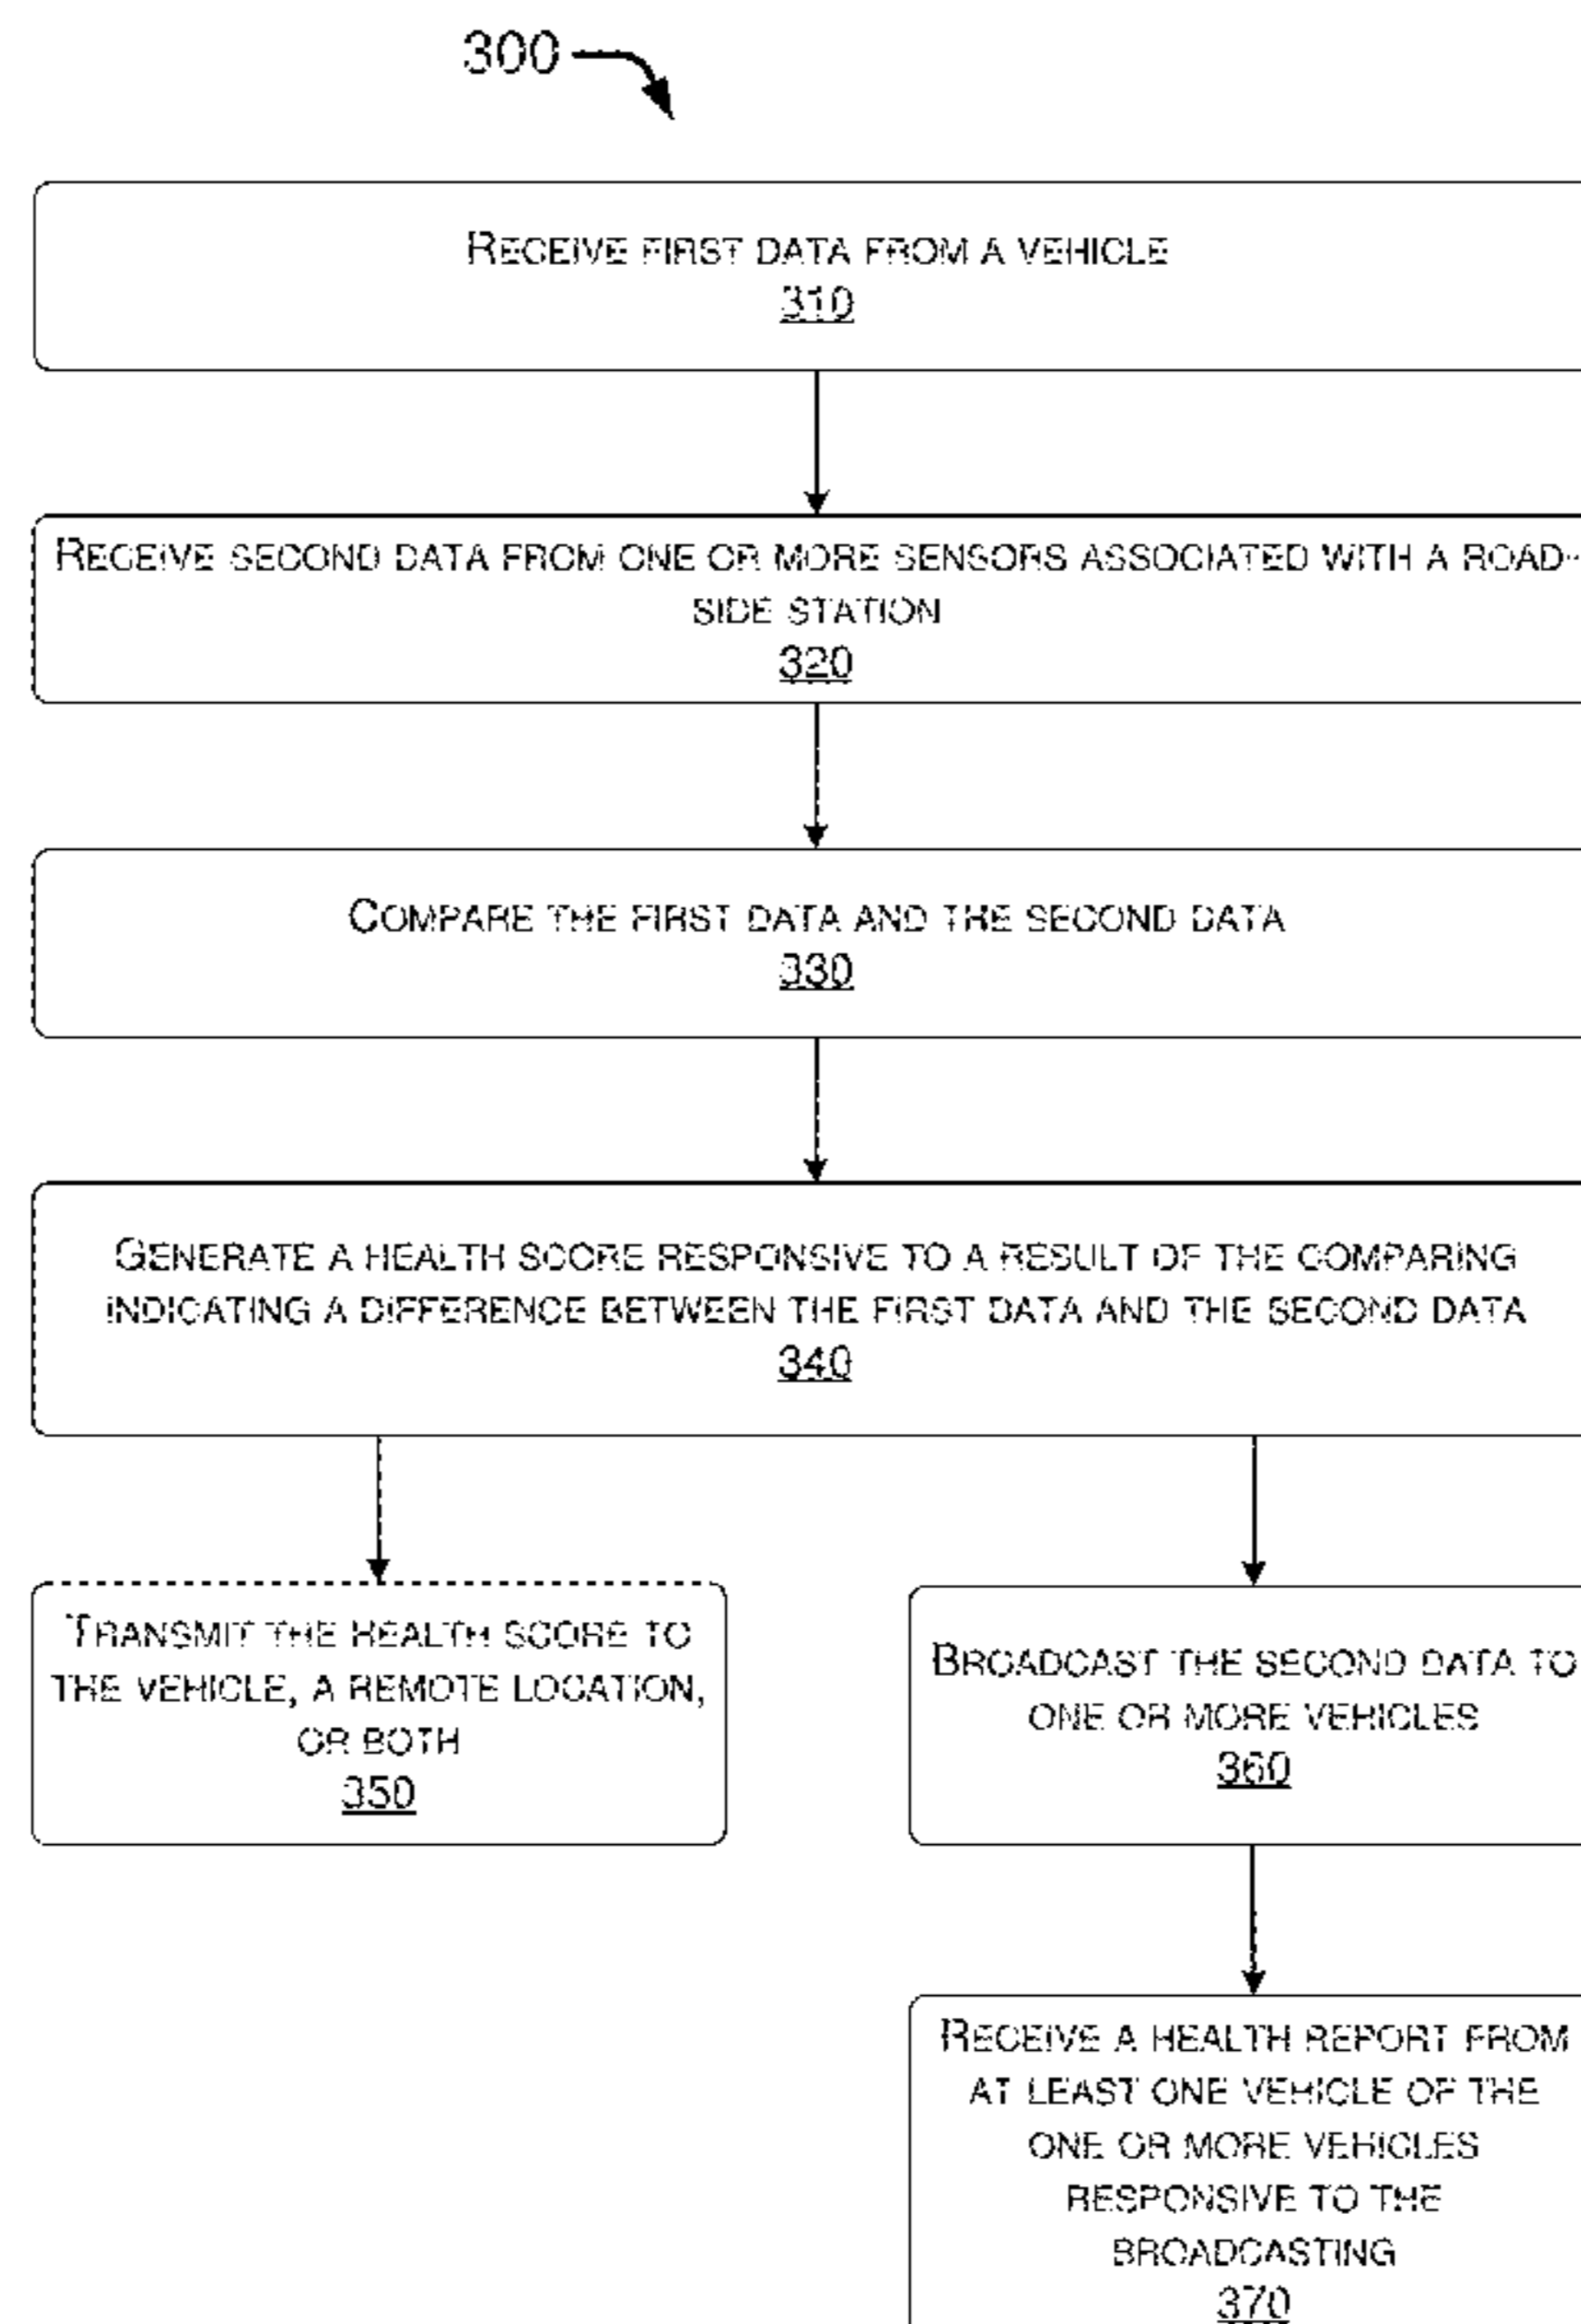 300
RECEIVE FIRST DATA FROM A VEHICLE
310
RECEIVE SECOND DATA FROM ONE OR MORE SENSORS ASSOCIATED WITH A ROAD-
SIDE STATION
320
COMPARE THE FIRST DATA AND THE SECOND DATA
330
GENERATE A HEALTH SCORE RESPONSIVE TO A RESULT OF THE COMPARING
INDICATING A DIFFERENCE BETWEEN THE FIRST DATA AND THE SECOND DATA
340
TRANSMIT THE HEALTH SCORE TO
THE VEHICLE, A REMOTE LOCATION,
OR BOTH
350
BROADCAST THE SECOND DATA TO
ONE OR MORE VEHICLES
360
RECEIVE A HEALTH REPORT FROM
AT LEAST ONE VEHICLE OF THE
ONE OR MORE VEHICLES
RESPONSIVE TO THE
BROADCASTING
370